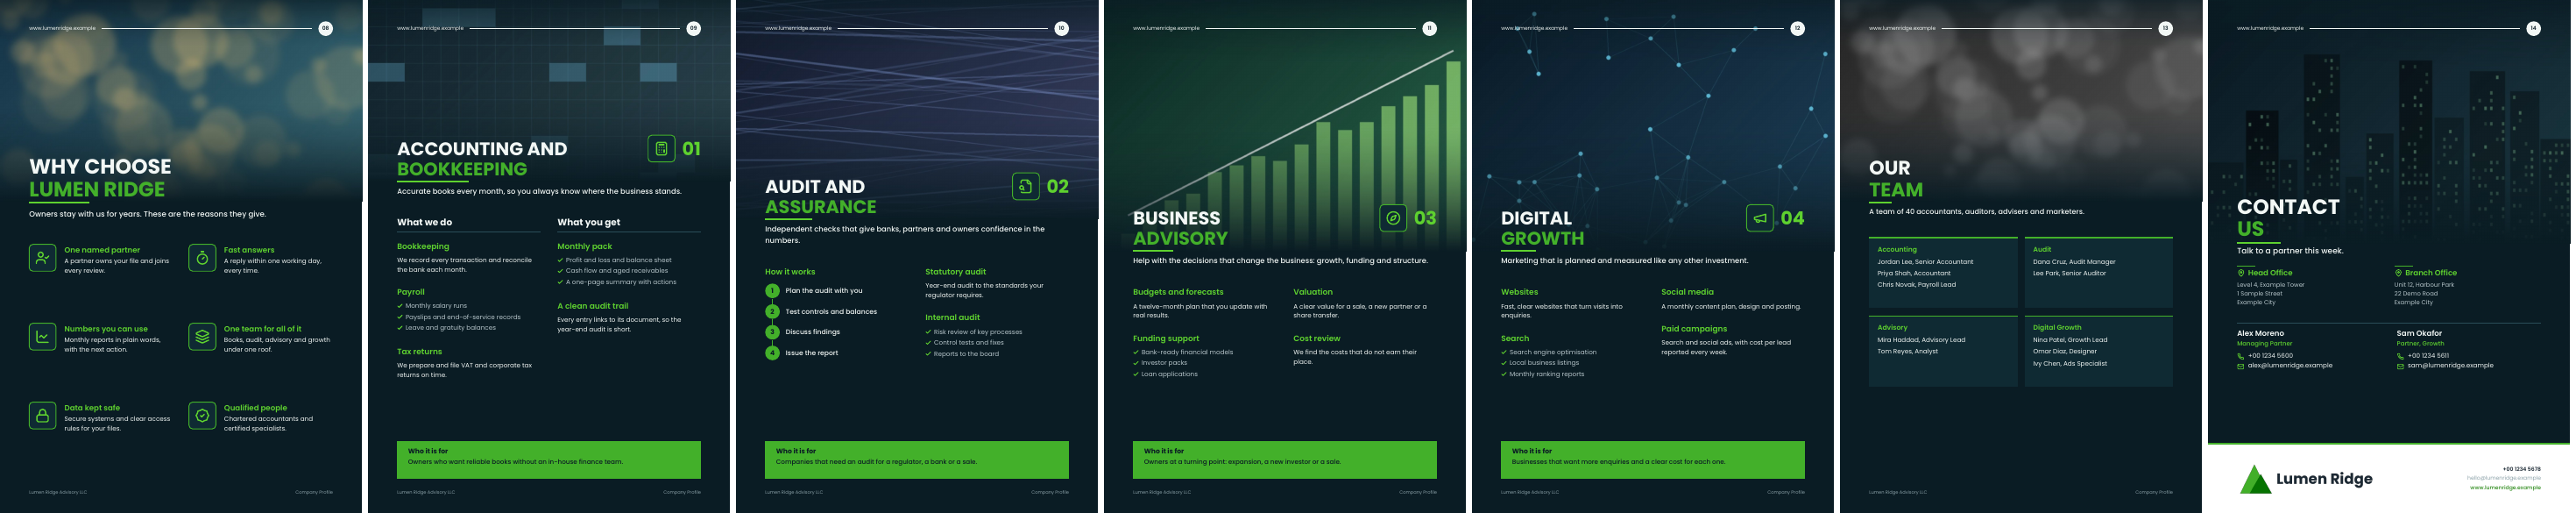 www.lumenridge.example
08
WHY CHOOSE
LUMEN RIDGE
Owners stay with us for years. These are the reasons they give.
One named partner
A partner owns your file and joins
every review.
Fast answers
A reply within one working day,
every time.
Numbers you can use
Monthly reports in plain words,
with the next action.
One team for all of it
Books, audit, advisory and growth
under one roof.
Data kept safe
Secure systems and clear access
rules for your files.
Qualified people
Chartered accountants and
certified specialists.
Lumen Ridge Advisory LLC
Company Profile
www.lumenridge.example
09
ACCOUNTING AND
BOOKKEEPING
01
Accurate books every month, so you always know where the business stands.
What we do
Bookkeeping
We record every transaction and reconcile
the bank each month.
Payroll
Monthly salary runs
Payslips and end-of-service records
Leave and gratuity balances
Tax returns
We prepare and file VAT and corporate tax
returns on time.
What you get
Monthly pack
Profit and loss and balance sheet
Cash flow and aged receivables
A one-page summary with actions
A clean audit trail
Every entry links to its document, so the
year-end audit is short.
Who it is for
Owners who want reliable books without an in-house finance team.
Lumen Ridge Advisory LLC
Company Profile
www.lumenridge.example
10
AUDIT AND
ASSURANCE
02
Independent checks that give banks, partners and owners confidence in the
numbers.
How it works
1 Plan the audit with you
2 Test controls and balances
3 Discuss findings
4 Issue the report
Statutory audit
Year-end audit to the standards your
regulator requires.
Internal audit
Risk review of key processes
Control tests and fixes
Reports to the board
Who it is for
Companies that need an audit for a regulator, a bank or a sale.
Lumen Ridge Advisory LLC
Company Profile
www.lumenridge.example
11
BUSINESS
ADVISORY
03
Help with the decisions that change the business: growth, funding and structure.
Budgets and forecasts
A twelve-month plan that you update with
real results.
Funding support
Bank-ready financial models
Investor packs
Loan applications
Valuation
A clear value for a sale, a new partner or a
share transfer.
Cost review
We find the costs that do not earn their
place.
Who it is for
Owners at a turning point: expansion, a new investor or a sale.
Lumen Ridge Advisory LLC
Company Profile
www.lumenridge.example
12
DIGITAL
GROWTH
04
Marketing that is planned and measured like any other investment.
Websites
Fast, clear websites that turn visits into
enquiries.
Search
Search engine optimisation
Local business listings
Monthly ranking reports
Social media
A monthly content plan, design and posting.
Paid campaigns
Search and social ads, with cost per lead
reported every week.
Who it is for
Businesses that want more enquiries and a clear cost for each one.
Lumen Ridge Advisory LLC
Company Profile
www.lumenridge.example
13
OUR
TEAM
A team of 40 accountants, auditors, advisers and marketers.
Accounting
Jordan Lee, Senior Accountant
Priya Shah, Accountant
Chris Novak, Payroll Lead
Audit
Dana Cruz, Audit Manager
Lee Park, Senior Auditor
Advisory
Mira Haddad, Advisory Lead
Tom Reyes, Analyst
Digital Growth
Nina Patel, Growth Lead
Omar Diaz, Designer
Ivy Chen, Ads Specialist
Lumen Ridge Advisory LLC
Company Profile
www.lumenridge.example
14
CONTACT
US
Talk to a partner this week.
Head Office
Level 4, Example Tower
1 Sample Street
Example City
Branch Office
Unit 12, Harbour Park
22 Demo Road
Example City
Alex Moreno
Managing Partner
+00 1234 5600
alex@lumenridge.example
Sam Okafor
Partner, Growth
+00 1234 5611
sam@lumenridge.example
Lumen Ridge
+00 1234 5678
hello@lumenridge.example
www.lumenridge.example